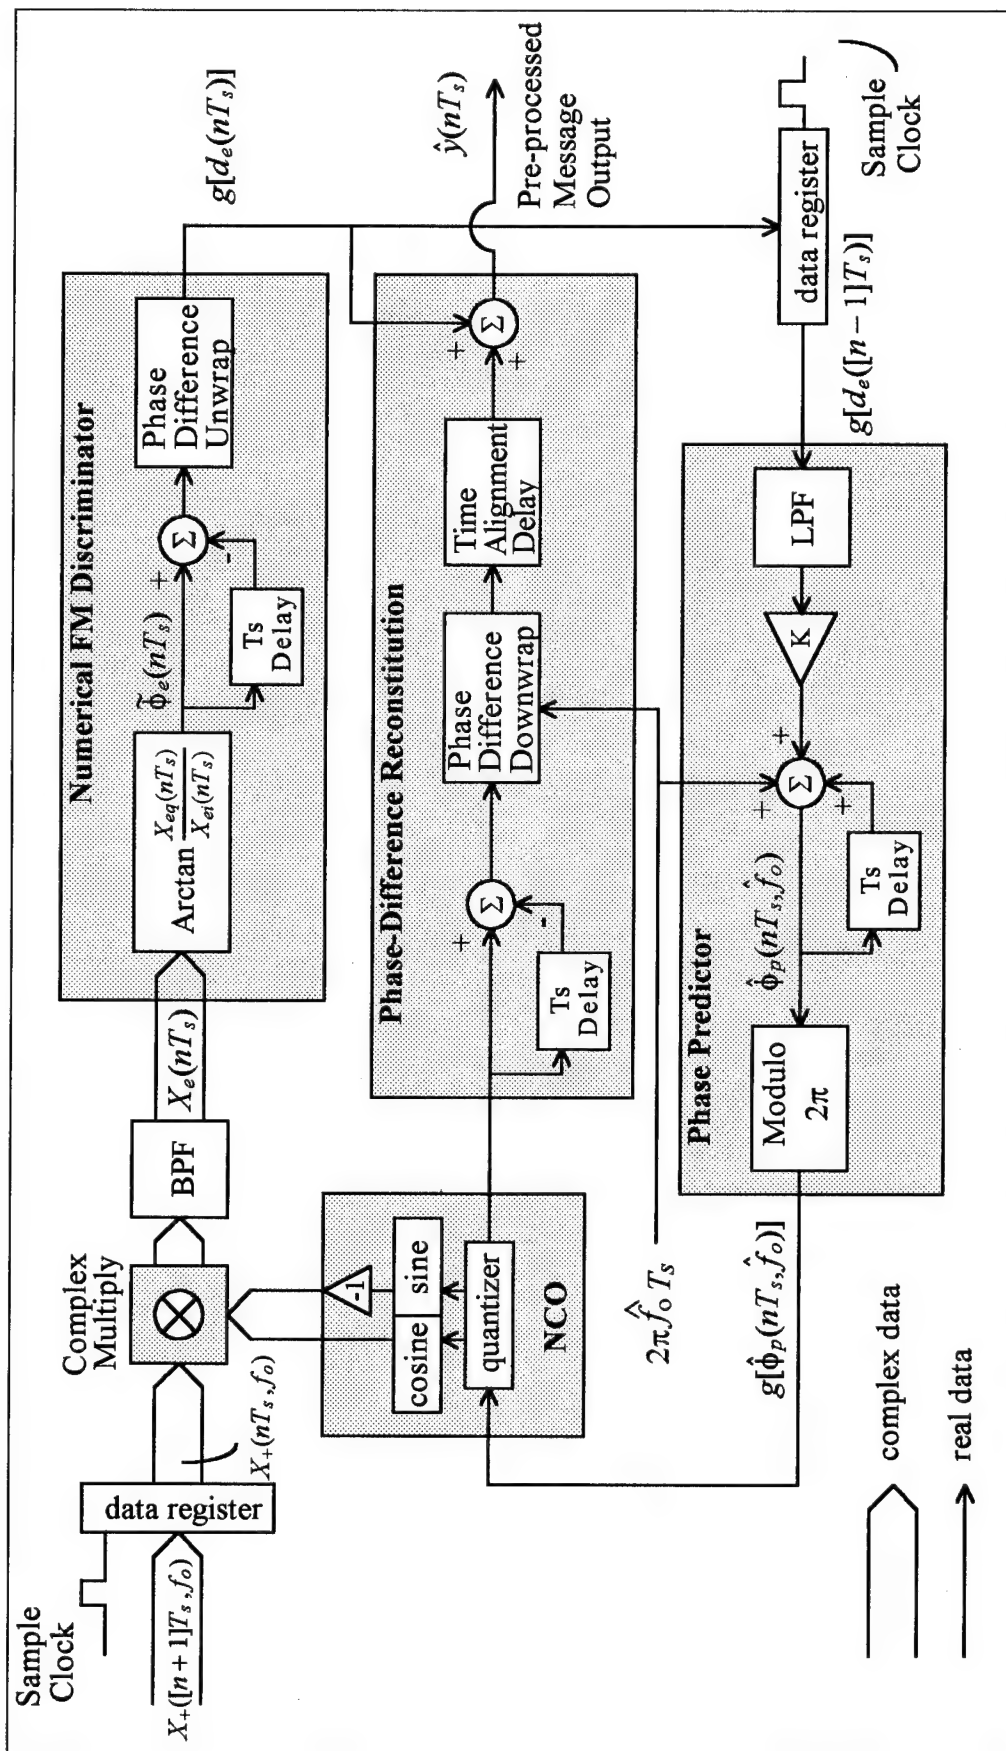 Sample
Clock
X₊([n+1]Tₛ,fₒ)
data register
X₊(nTₛ,fₒ)
Complex
Multiply
BPF
Xₑ(nTₛ)
Numerical FM Discriminator
Arctan X_eq(nTₛ) / X_ei(nTₛ)
ϕ̃ₑ(nTₛ)
+
-
Σ
Ts
Delay
Phase
Difference
Unwrap
g[dₑ(nTₛ)]
-1
cosine
sine
quantizer
NCO
Phase-Difference Reconstitution
+
-
Σ
Ts
Delay
Phase
Difference
Downwrap
Time
Alignment
Delay
+
+
Σ
ŷ(nTₛ)
Pre-processed
Message
Output
2πf̂ₒTₛ
g[ϕ̂ₚ(nTₛ,f̂ₒ)]
Phase Predictor
Modulo
2π
ϕ̂ₚ(nTₛ,f̂ₒ)
+
+
+
Σ
Ts
Delay
K
LPF
g[dₑ([n−1]Tₛ)]
data register
Sample
Clock
complex data
real data